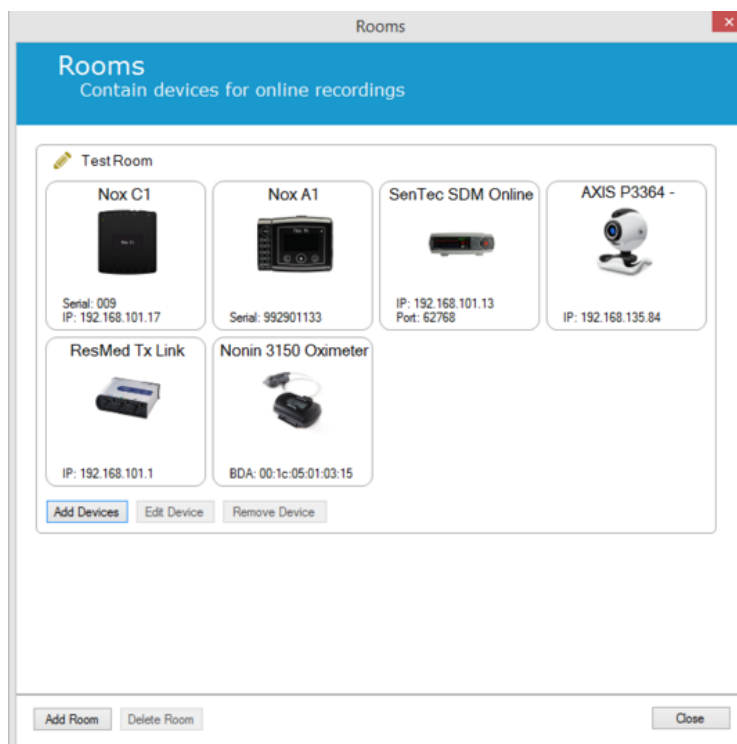 Rooms
Rooms
Contain devices for online recordings
Test Room
Nox C1
Serial: 009
IP: 192.168.101.17
Nox A1
Serial: 992901133
SenTec SDM Online
IP: 192.168.101.13
Port: 62768
AXIS P3364 -
IP: 192.168.135.84
ResMed Tx Link
IP: 192.168.101.1
Nonin 3150 Oximeter
BDA: 00:1c:05:01:03:15
Add Devices
Edit Device
Remove Device
Add Room
Delete Room
Close